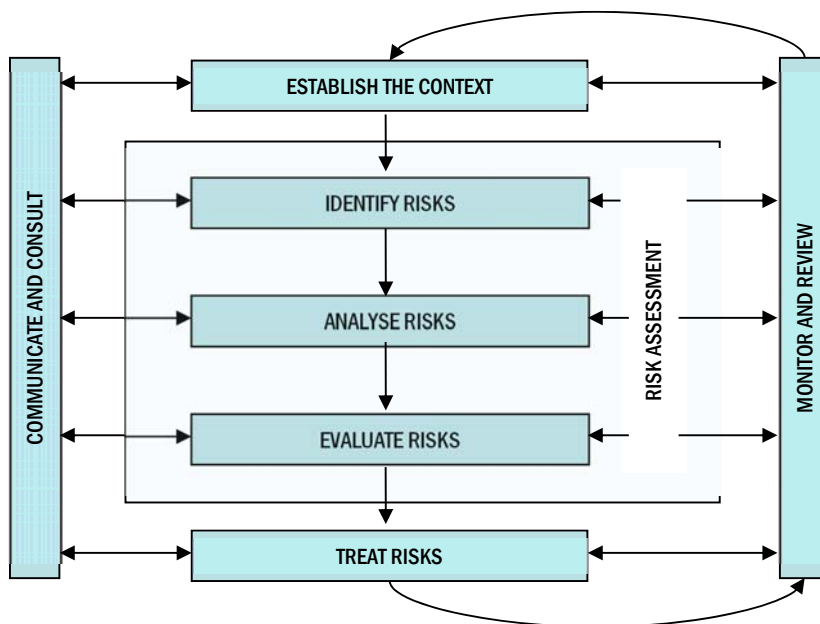 ESTABLISH THE CONTEXT
COMMUNICATE AND CONSULT
IDENTIFY RISKS
ANALYSE RISKS
EVALUATE RISKS
RISK ASSESSMENT
MONITOR AND REVIEW
TREAT RISKS